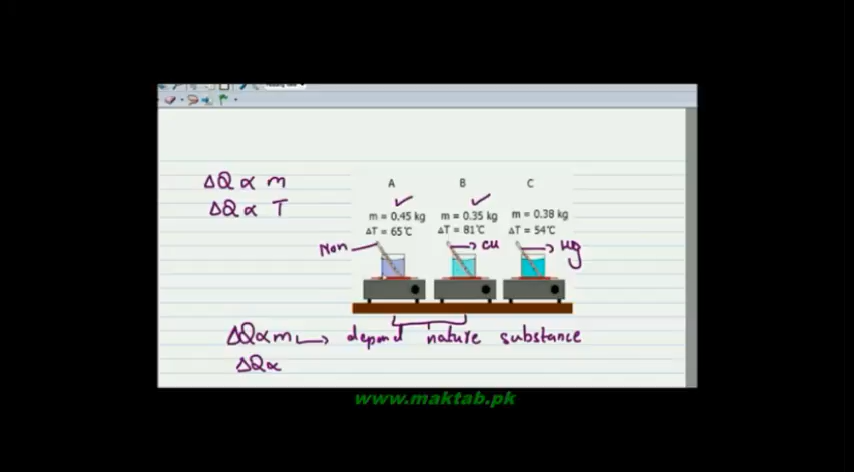 ΔQ ∝ m
ΔQ ∝ T
A B C
m = 0.45 kg m = 0.35 kg m = 0.38 kg
ΔT = 65°C ΔT = 81°C ΔT = 54°C
Non → cu → Hg
ΔQ∝m → depend nature substance
ΔQ∝
www.maktab.pk